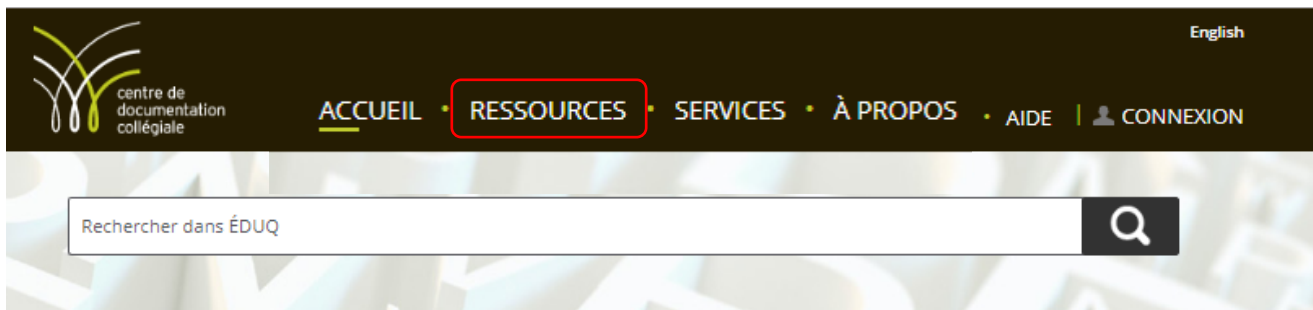 English
centre de
documentation
collégiale
ACCUEIL • RESSOURCES • SERVICES • À PROPOS • AIDE | CONNEXION
Rechercher dans ÉDUQ